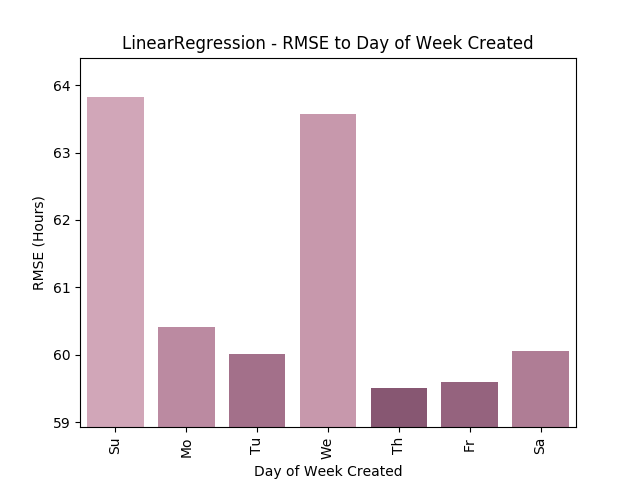 LinearRegression - RMSE to Day of Week Created
64
63
62
61
60
59
RMSE (Hours)
Su Mo Tu We Th Fr Sa
Day of Week Created